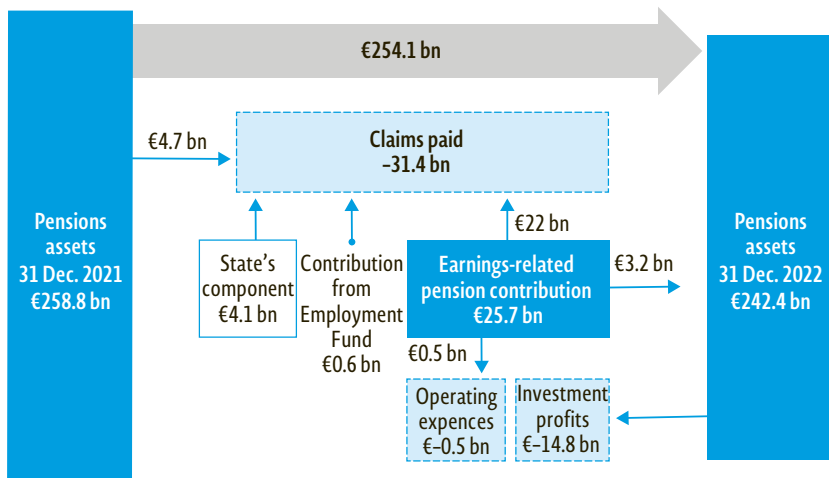 €254.1 bn
€4.7 bn
Claims paid
–31.4 bn
Pensions
assets
31 Dec. 2021
€258.8 bn
State's
component
€4.1 bn
Contribution
from
Employment
Fund
€0.6 bn
€22 bn
Earnings-related
pension contribution
€25.7 bn
€3.2 bn
€0.5 bn
Operating
expences
€–0.5 bn
Investment
profits
€–14.8 bn
Pensions
assets
31 Dec. 2022
€242.4 bn